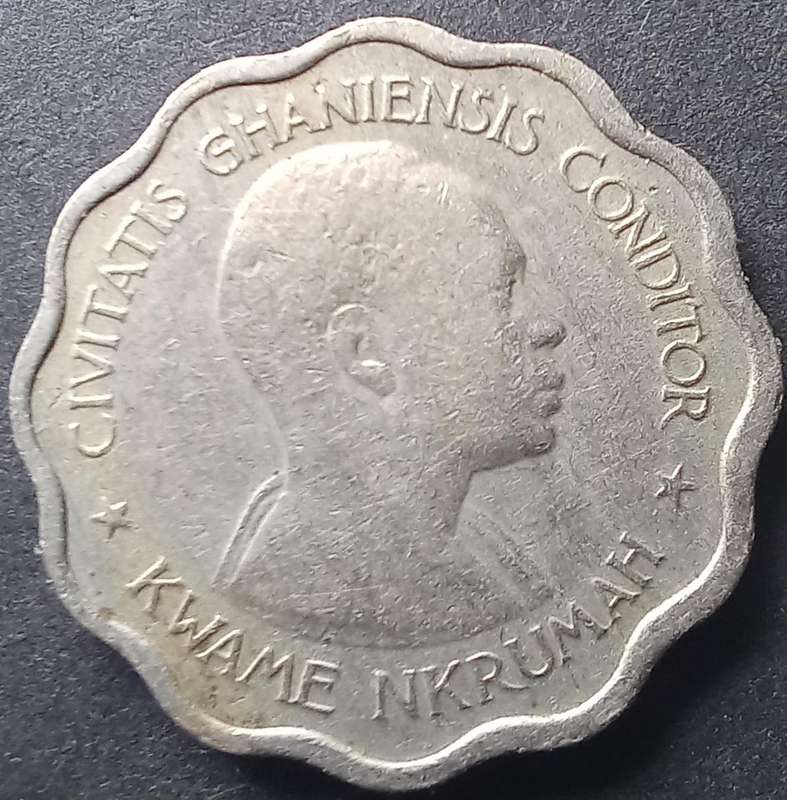 CIVITATIS GHANIENSIS CONDITOR
KWAME NKRUMAH